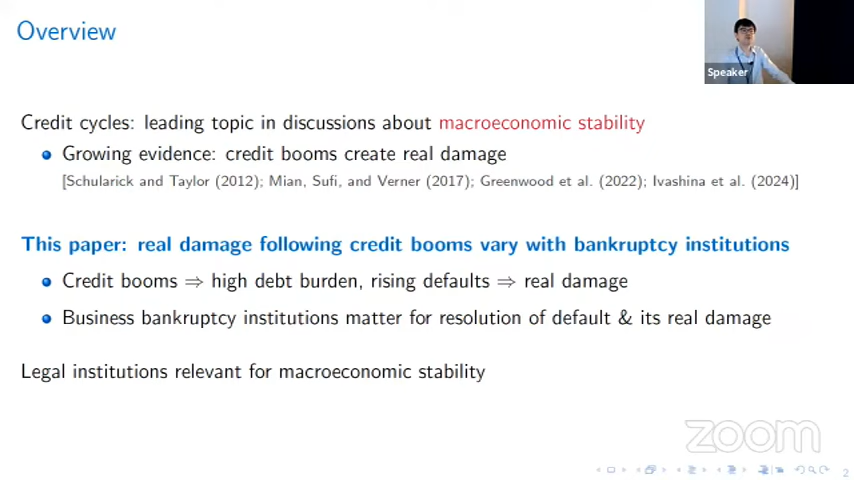 Overview
Speaker
Credit cycles: leading topic in discussions about macroeconomic stability
Growing evidence: credit booms create real damage
[Schularick and Taylor (2012); Mian, Sufi, and Verner (2017); Greenwood et al. (2022); Ivashina et al. (2024)]
This paper: real damage following credit booms vary with bankruptcy institutions
Credit booms ⇒ high debt burden, rising defaults ⇒ real damage
Business bankruptcy institutions matter for resolution of default & its real damage
Legal institutions relevant for macroeconomic stability
zoom
2